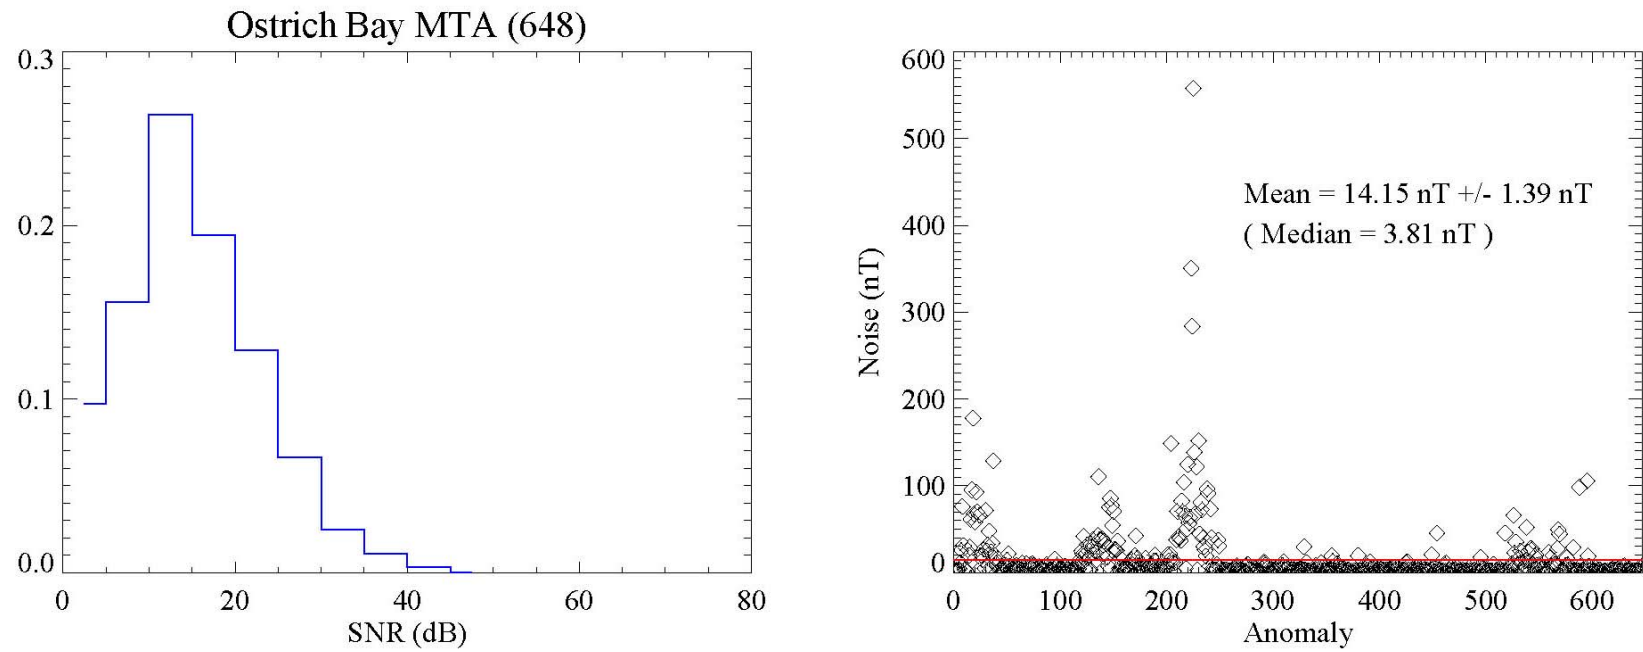 Ostrich Bay MTA (648)
0.3
0.2
0.1
0.0
0 20 40 60 80
SNR (dB)
600
500
400
300
200
100
0
Noise (nT)
Mean = 14.15 nT +/- 1.39 nT
( Median = 3.81 nT )
0 100 200 300 400 500 600
Anomaly